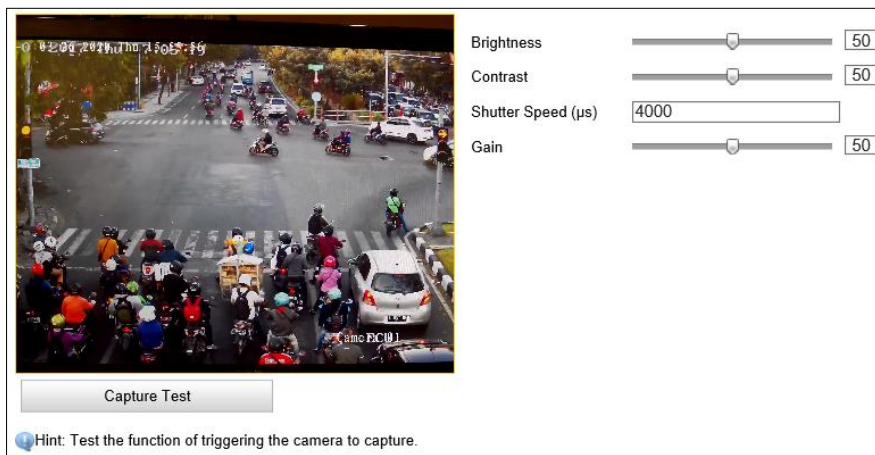 Brightness
50
Contrast
50
Shutter Speed (µs)
4000
Gain
50
Capture Test
Hint: Test the function of triggering the camera to capture.